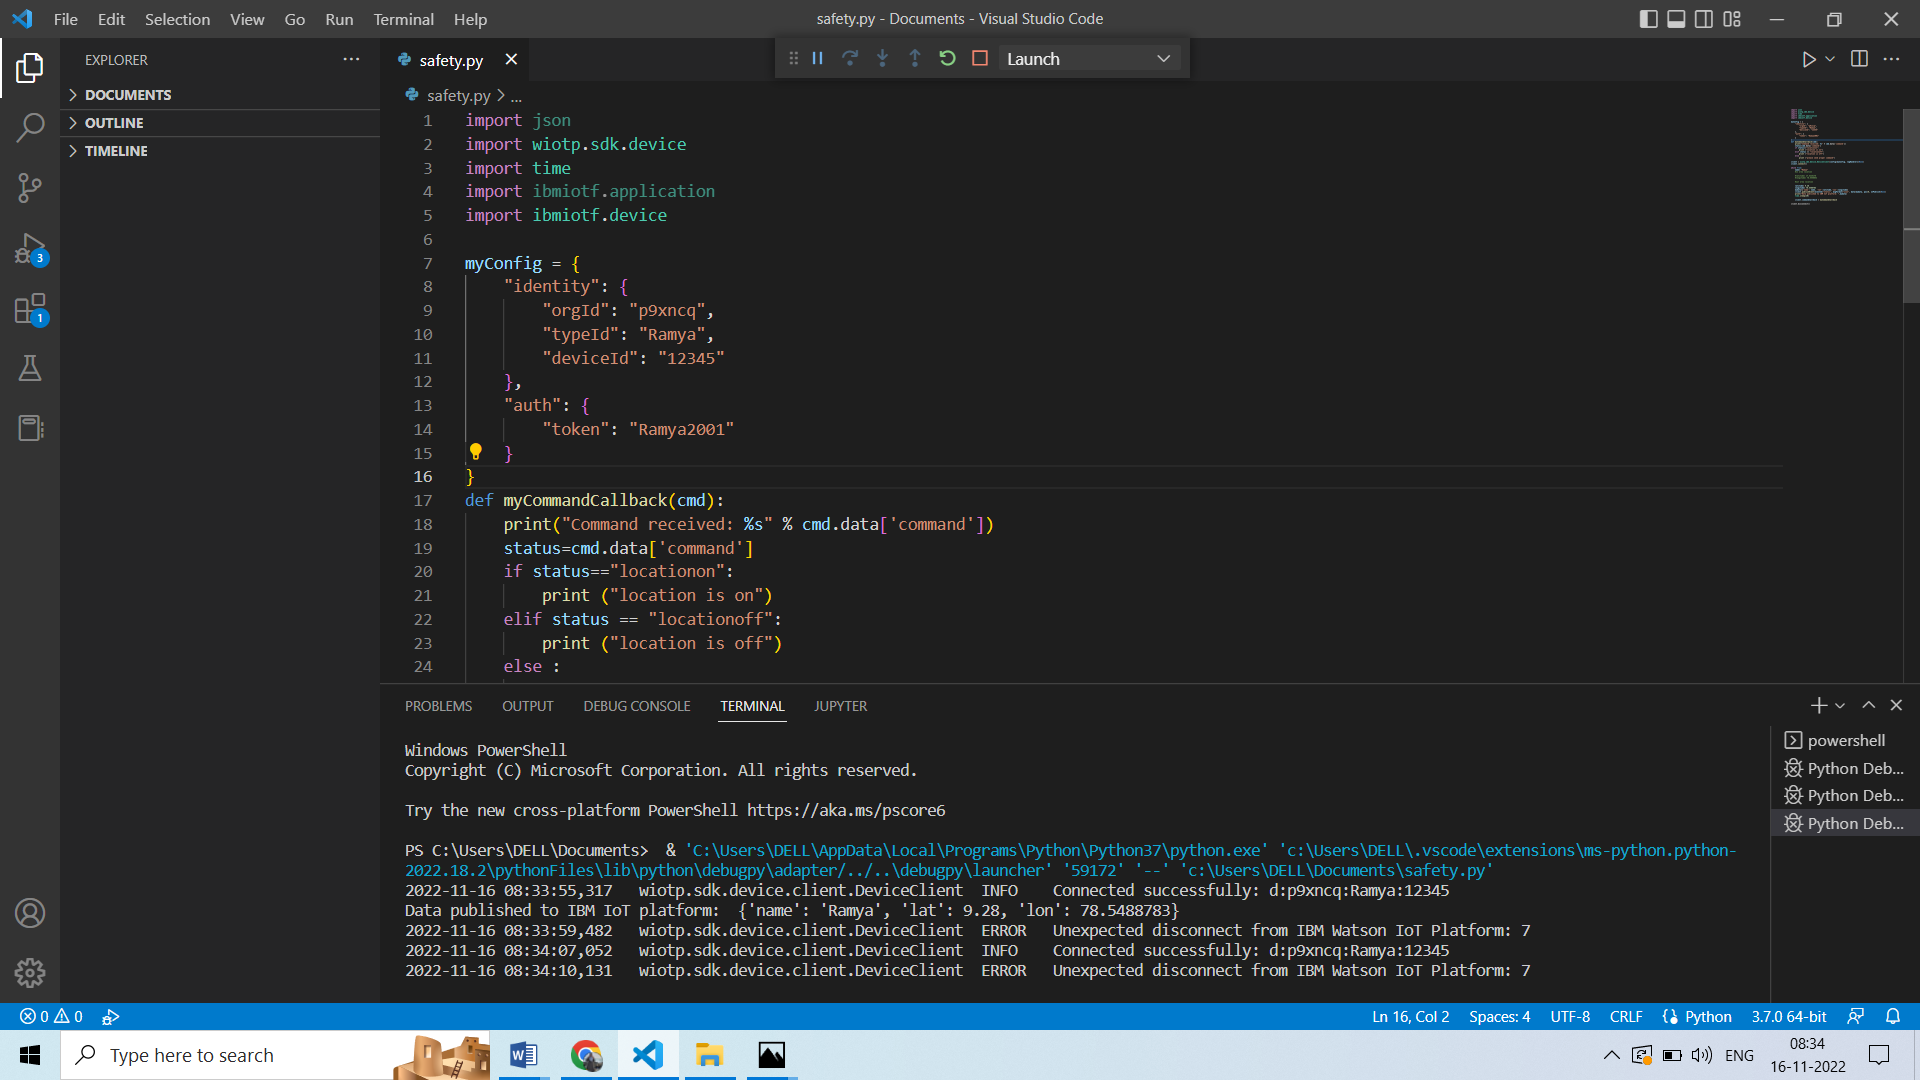 File Edit Selection View Go Run Terminal Help
safety.py - Documents - Visual Studio Code
EXPLORER
DOCUMENTS
OUTLINE
TIMELINE
safety.py
Launch
safety.py > ...
1 import json
2 import wiotp.sdk.device
3 import time
4 import ibmiotf.application
5 import ibmiotf.device
6
7 myConfig = {
8 "identity": {
9 "orgId": "p9xncq",
10 "typeId": "Ramya",
11 "deviceId": "12345"
12 },
13 "auth": {
14 "token": "Ramya2001"
15 }
16 }
17 def myCommandCallback(cmd):
18 print("Command received: %s" % cmd.data['command'])
19 status=cmd.data['command']
20 if status=="locationon":
21 print ("location is on")
22 elif status == "locationoff":
23 print ("location is off")
24 else :
3
1
PROBLEMS OUTPUT DEBUG CONSOLE TERMINAL JUPYTER
Windows PowerShell
Copyright (C) Microsoft Corporation. All rights reserved.
Try the new cross-platform PowerShell https://aka.ms/pscore6
PS C:\Users\DELL\Documents> & 'C:\Users\DELL\AppData\Local\Programs\Python\Python37\python.exe' 'c:\Users\DELL\.vscode\extensions\ms-python.python-
2022.18.2\pythonFiles\lib\python\debugpy\adapter/../..\debugpy\launcher' '59172' '--' 'c:\Users\DELL\Documents\safety.py'
2022-11-16 08:33:55,317 wiotp.sdk.device.client.DeviceClient INFO Connected successfully: d:p9xncq:Ramya:12345
Data published to IBM IoT platform: {'name': 'Ramya', 'lat': 9.28, 'lon': 78.5488783}
2022-11-16 08:33:59,482 wiotp.sdk.device.client.DeviceClient ERROR Unexpected disconnect from IBM Watson IoT Platform: 7
2022-11-16 08:34:07,052 wiotp.sdk.device.client.DeviceClient INFO Connected successfully: d:p9xncq:Ramya:12345
2022-11-16 08:34:10,131 wiotp.sdk.device.client.DeviceClient ERROR Unexpected disconnect from IBM Watson IoT Platform: 7
powershell
Python Deb...
Python Deb...
Python Deb...
0 0
Ln 16, Col 2 Spaces: 4 UTF-8 CRLF Python 3.7.0 64-bit
Type here to search
ENG
08:34
16-11-2022